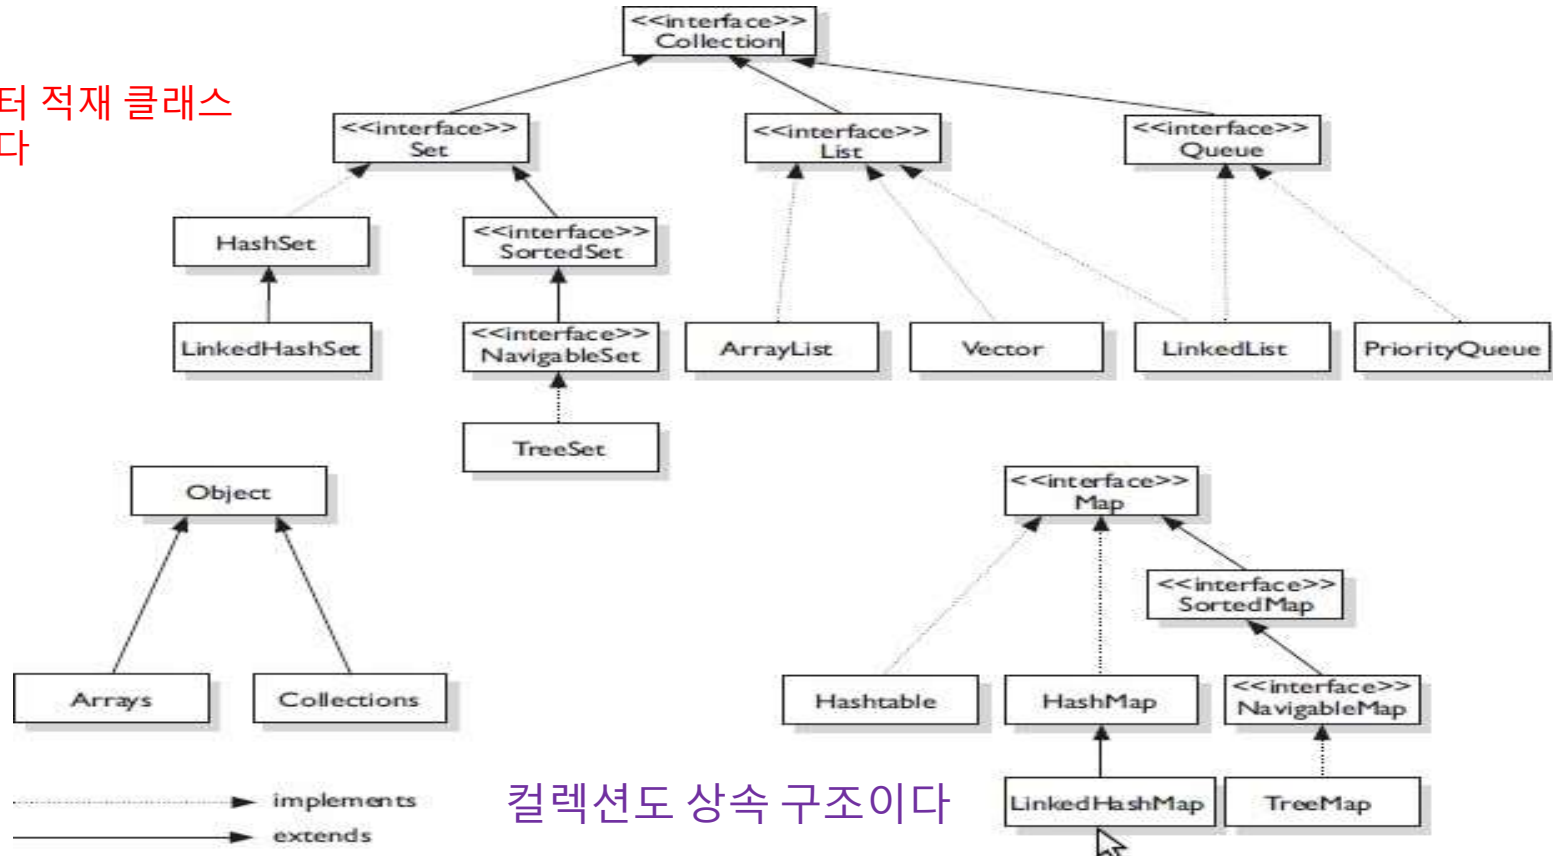 <<interface>>
Collection
터 적재 클래스
다
<<interface>>
Set
<<interface>>
List
<<interface>>
Queue
HashSet
<<interface>>
SortedSet
LinkedHashSet
<<interface>>
NavigableSet
ArrayList
Vector
LinkedList
PriorityQueue
TreeSet
Object
<<interface>>
Map
<<interface>>
SortedMap
Arrays
Collections
Hashtable
HashMap
<<interface>>
NavigableMap
LinkedHashMap
TreeMap
implements
extends
컬렉션도 상속 구조이다